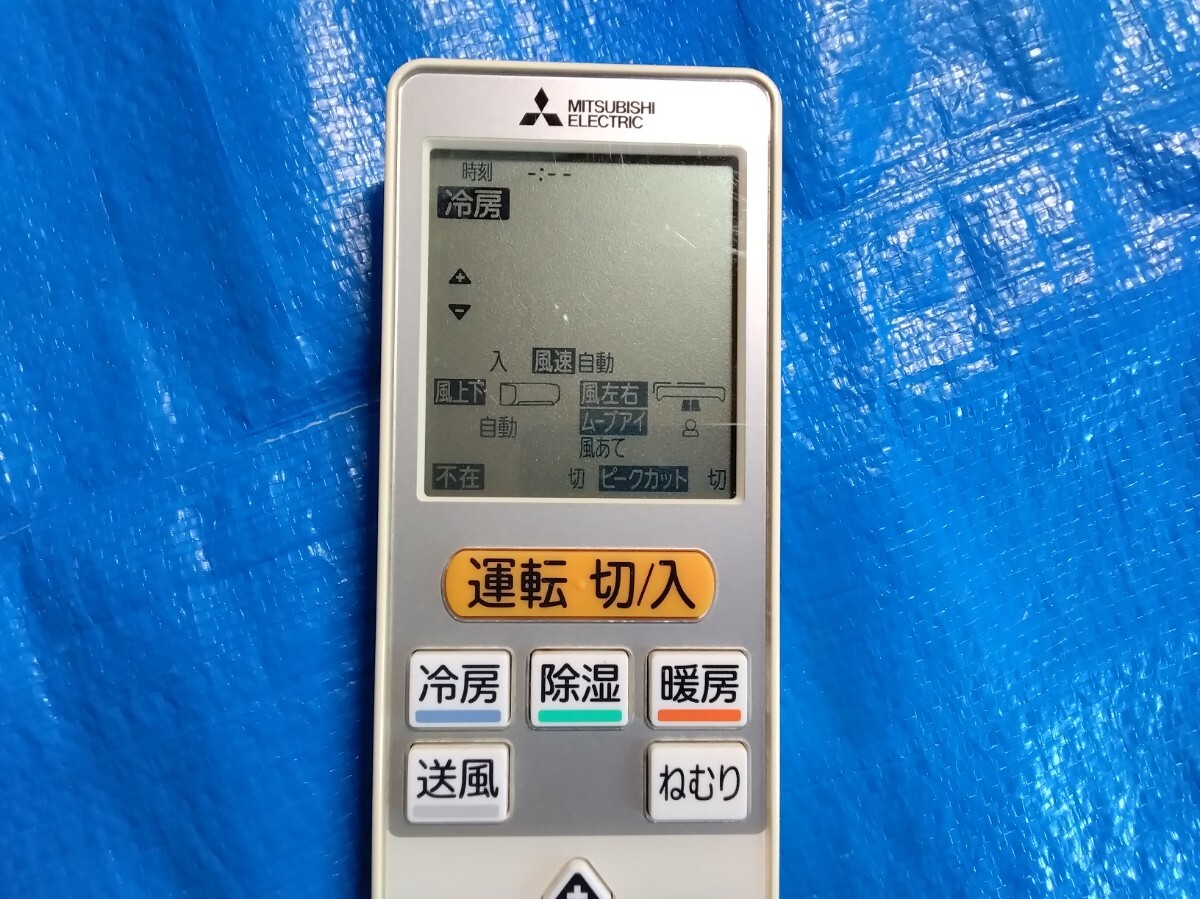 MITSUBISHI
ELECTRIC
時刻 -:--
冷房
入 風速 自動
風上下 風左右
自動 ムーブアイ
風あて
不在 切 ピークカット 切
運転 切/入
冷房 除湿 暖房
送風 ねむり